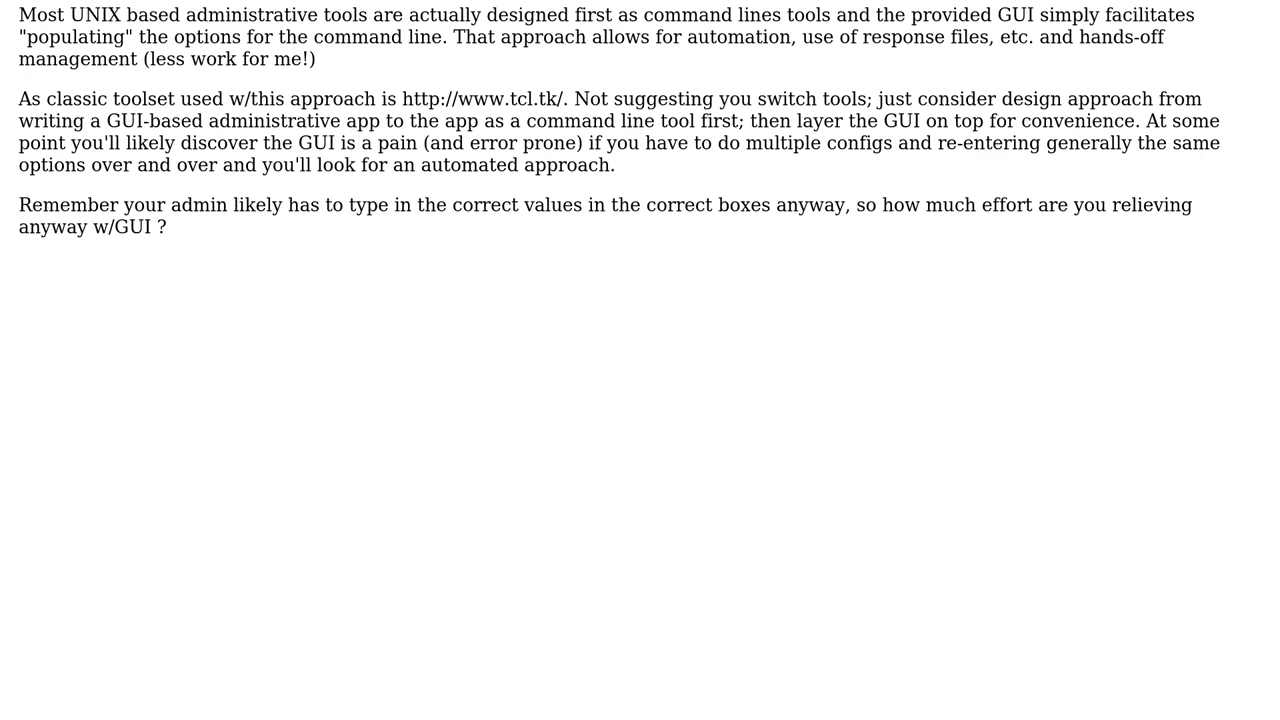 Most UNIX based administrative tools are actually designed first as command lines tools and the provided GUI simply facilitates
"populating" the options for the command line. That approach allows for automation, use of response files, etc. and hands-off
management (less work for me!)
As classic toolset used w/this approach is http://www.tcl.tk/. Not suggesting you switch tools; just consider design approach from
writing a GUI-based administrative app to the app as a command line tool first; then layer the GUI on top for convenience. At some
point you'll likely discover the GUI is a pain (and error prone) if you have to do multiple configs and re-entering generally the same
options over and over and you'll look for an automated approach.
Remember your admin likely has to type in the correct values in the correct boxes anyway, so how much effort are you relieving
anyway w/GUI ?